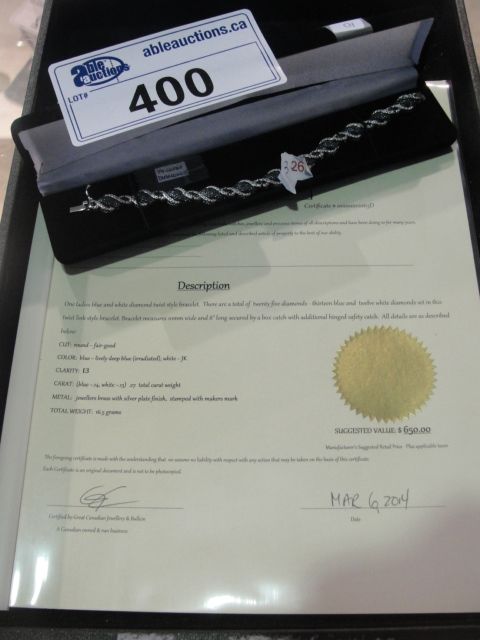 ableauctions.ca
able
auctions
LOT#
400
26
Certificate #
Description
One ladies blue and white diamond twist style bracelet. There are a total of twenty five diamonds - thirteen blue and twelve white diamonds set in this
twist link style bracelet. Bracelet measures wide and 8" long secured by a box catch with additional hinged safety catch. All details are as described
below:
CUT: round - fair-good
COLOR: blue - lively deep blue (irradiated); white - JK
CLARITY: I3
CARAT: (blue - .14, white - .13) .27 total carat weight
METAL: jewellers brass with silver plate finish, stamped with makers mark
TOTAL WEIGHT: 16.5 grams
SUGGESTED VALUE: $ 650.00
Manufacturer's Suggested Retail Price - Plus applicable taxes
The foregoing certificate is made with the understanding that we assume no liability with respect with any action that may be taken on the basis of this certificate.
Each Certificate is an original document and is not to be photocopied.
MAR 6, 2014
Certified by Great Canadian Jewellery & Bullion
Date
A Canadian owned & run business